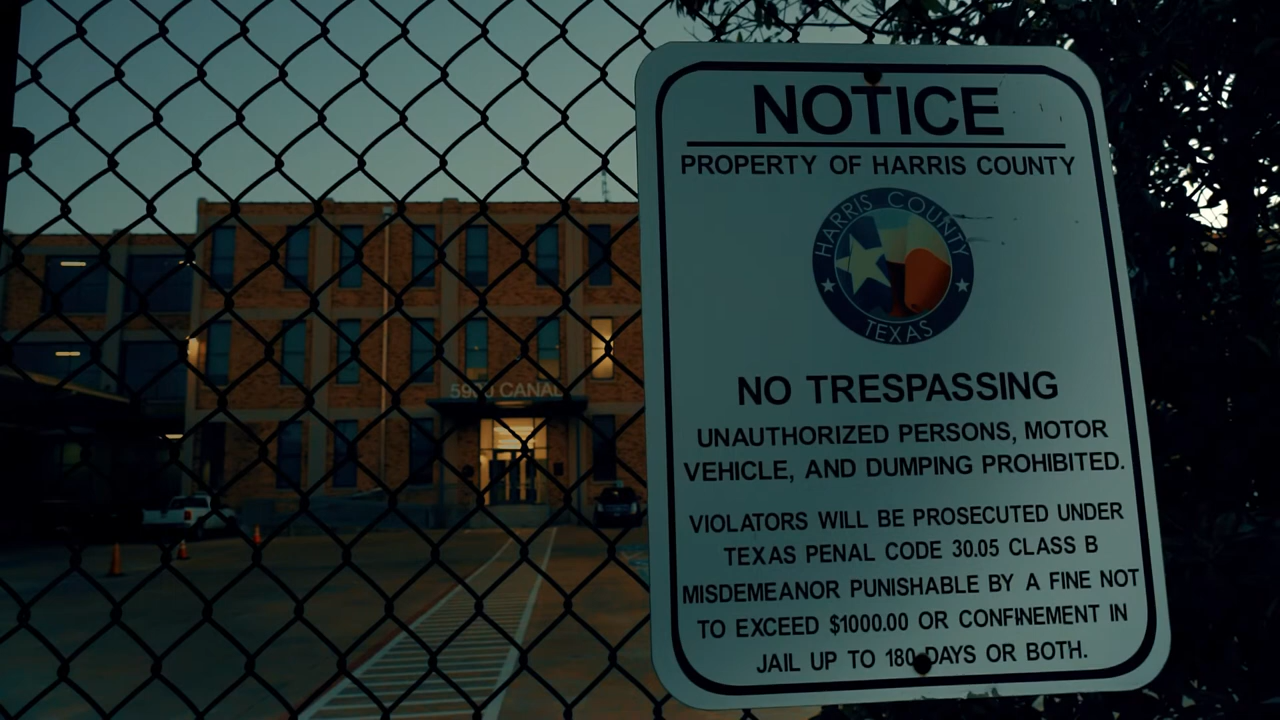 NOTICE
PROPERTY OF HARRIS COUNTY
HARRIS COUNTY
TEXAS
NO TRESPASSING
UNAUTHORIZED PERSONS, MOTOR
VEHICLE, AND DUMPING PROHIBITED.
VIOLATORS WILL BE PROSECUTED UNDER
TEXAS PENAL CODE 30.05 CLASS B
MISDEMEANOR PUNISHABLE BY A FINE NOT
TO EXCEED $1000.00 OR CONFINEMENT IN
JAIL UP TO 180 DAYS OR BOTH.
CANAL